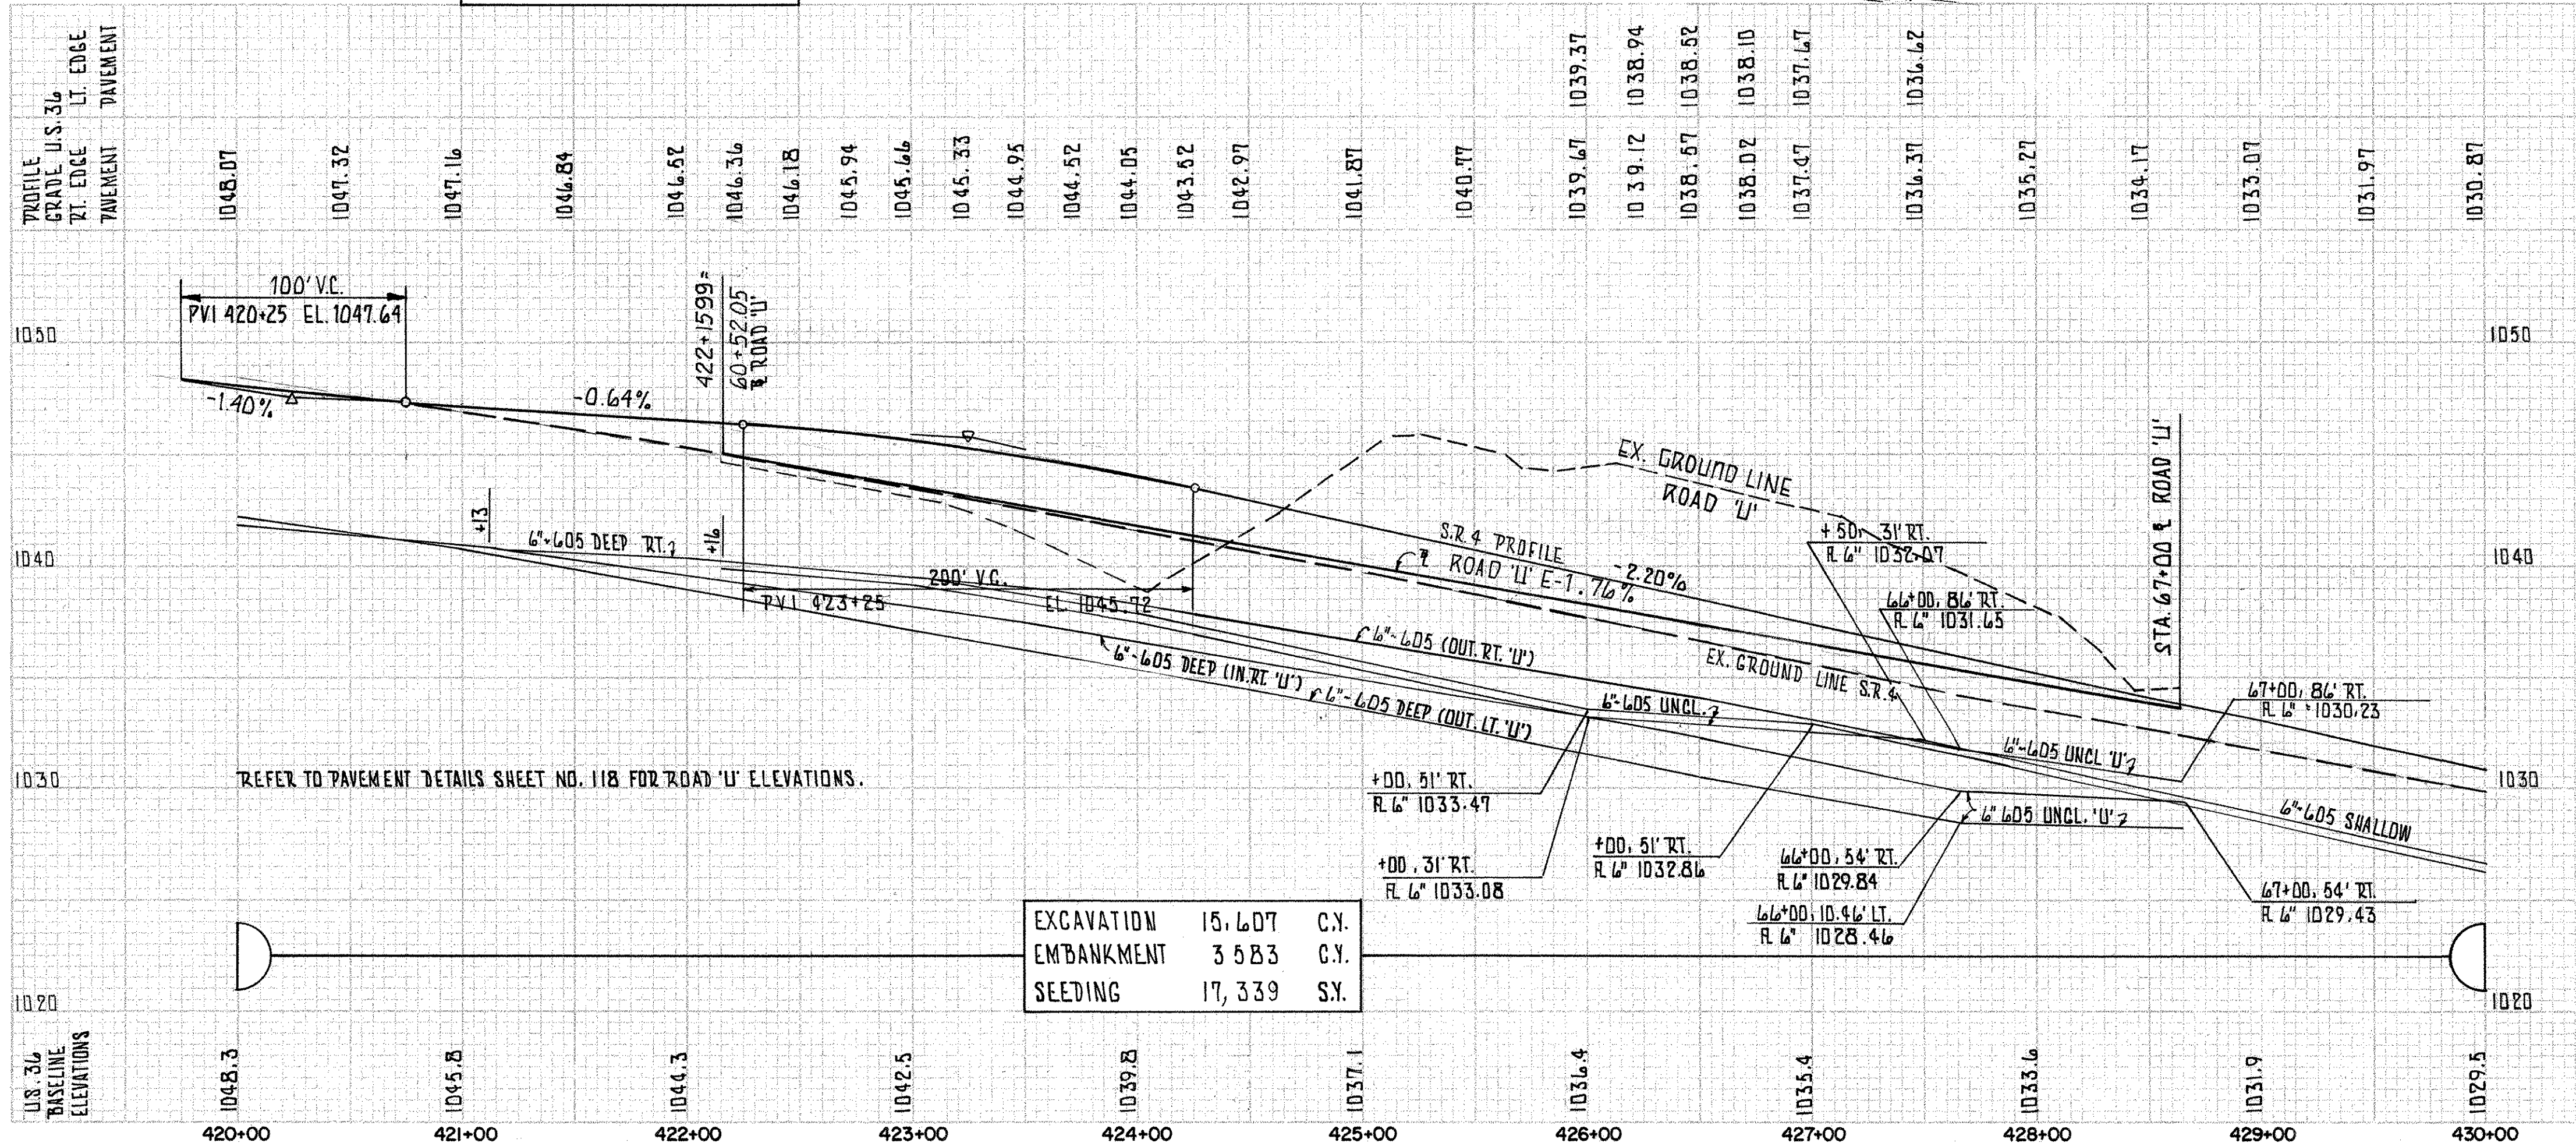 PROFILE
GRADE U.S. 36
RT. EDGE LT. EDGE
PAVEMENT PAVEMENT
1039.37 1038.94 1038.52 1038.10 1037.67 1036.62
1048.07 1047.32 1047.16 1046.84 1046.52 1046.36 1046.18 1045.94 1045.66 1045.33 1044.95 1044.52 1044.05 1043.52 1042.97 1041.87 1040.77 1039.67 1039.12 1038.57 1038.02 1037.47 1036.37 1035.27 1034.17 1033.07 1031.97 1030.87
100' V.C.
PVI 420+25 EL. 1047.64
422+15.99=
60+52.05
℄ ROAD 'U'
1050 1050
-1.40%
-0.64%
EX. GROUND LINE
ROAD 'U'
STA. 67+00 ℄ ROAD 'U'
+13
+16
6"-605 DEEP RT.
S.R. 4 PROFILE
-2.20%
℄ ROAD 'U' E-1.76%
+50, 31' RT.
FL 6" 1032.07
1040 1040
200' V.C.
PVI 423+25 EL. 1045.72
66+00, 86' RT.
FL 6" 1031.65
6"-605 (OUT. RT. 'U')
6"-605 DEEP (IN. RT. 'U')
6"-605 DEEP (OUT. LT. 'U')
EX. GROUND LINE S.R. 4
6"-605 UNCL.
67+00, 86' RT.
FL 6" 1030.23
6"-605 UNCL 'U'
1030 1030
REFER TO PAVEMENT DETAILS SHEET NO. 118 FOR ROAD 'U' ELEVATIONS.
+00, 51' RT.
FL 6" 1033.47
6" 605 UNCL. 'U'
6"-605 SHALLOW
+00, 31' RT.
FL 6" 1033.08
+00, 51' RT.
FL 6" 1032.86
66+00, 54' RT.
FL 6" 1029.84
67+00, 54' RT.
FL 6" 1029.43
66+00, 10.46' LT.
FL 6" 1028.46
EXCAVATION 15,607 C.Y.
EMBANKMENT 3583 C.Y.
SEEDING 17,339 S.Y.
1020 1020
U.S. 36
BASELINE
ELEVATIONS
1048.3 1045.8 1044.3 1042.5 1039.8 1037.1 1036.4 1035.4 1033.6 1031.9 1029.5
420+00 421+00 422+00 423+00 424+00 425+00 426+00 427+00 428+00 429+00 430+00